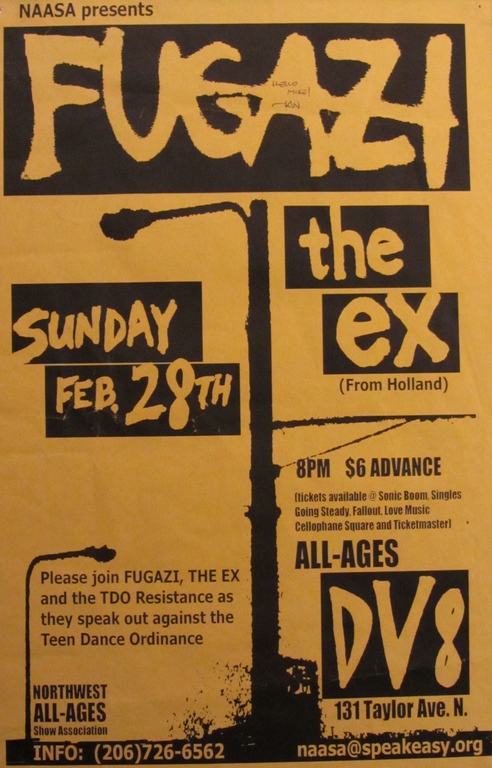 NAASA presents
FUGAZI
HELLO
MIKE!
the
ex
(From Holland)
SUNDAY
FEB. 28TH
8PM $6 ADVANCE
(tickets available @ Sonic Boom, Singles
Going Steady, Fallout, Love Music
Cellophane Square and Ticketmaster)
ALL-AGES
DV8
131 Taylor Ave. N.
Please join FUGAZI, THE EX
and the TDO Resistance as
they speak out against the
Teen Dance Ordinance
NORTHWEST
ALL-AGES
Show Association
INFO: (206)726-6562
naasa@speakeasy.org